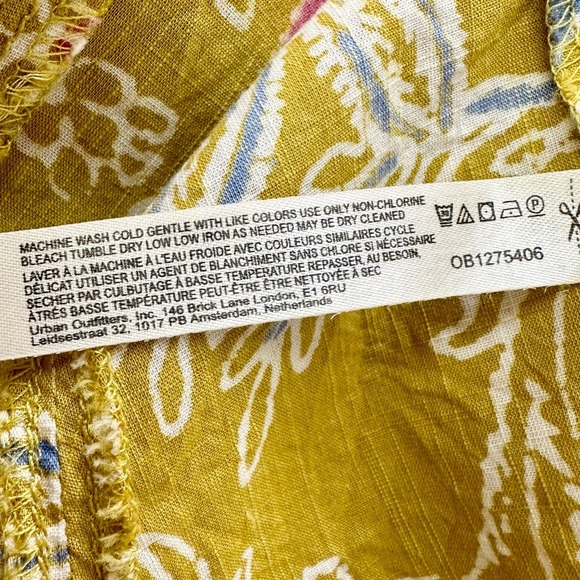 MACHINE WASH COLD GENTLE WITH LIKE COLORS USE ONLY NON-CHLORINE
BLEACH TUMBLE DRY LOW LOW IRON AS NEEDED MAY BE DRY CLEANED
LAVER À LA MACHINE À L'EAU FROIDE AVEC COULEURS SIMILAIRES CYCLE
DÉLICAT UTILISER UN AGENT DE BLANCHIMENT SANS CHLORE SI NÉCESSAIRE
SÉCHER PAR CULBUTAGE À BASSE TEMPÉRATURE REPASSER, AU BESOIN,
ÀTRÈS BASSE TEMPÉRATURE PEUT-ÊTRE ÊTRE NETTOYÉE À SEC
Urban Outfitters, Inc. 146 Brick Lane London, E1 6RU
Leidsestraat 32, 1017 PB Amsterdam, Netherlands
P
OB1275406